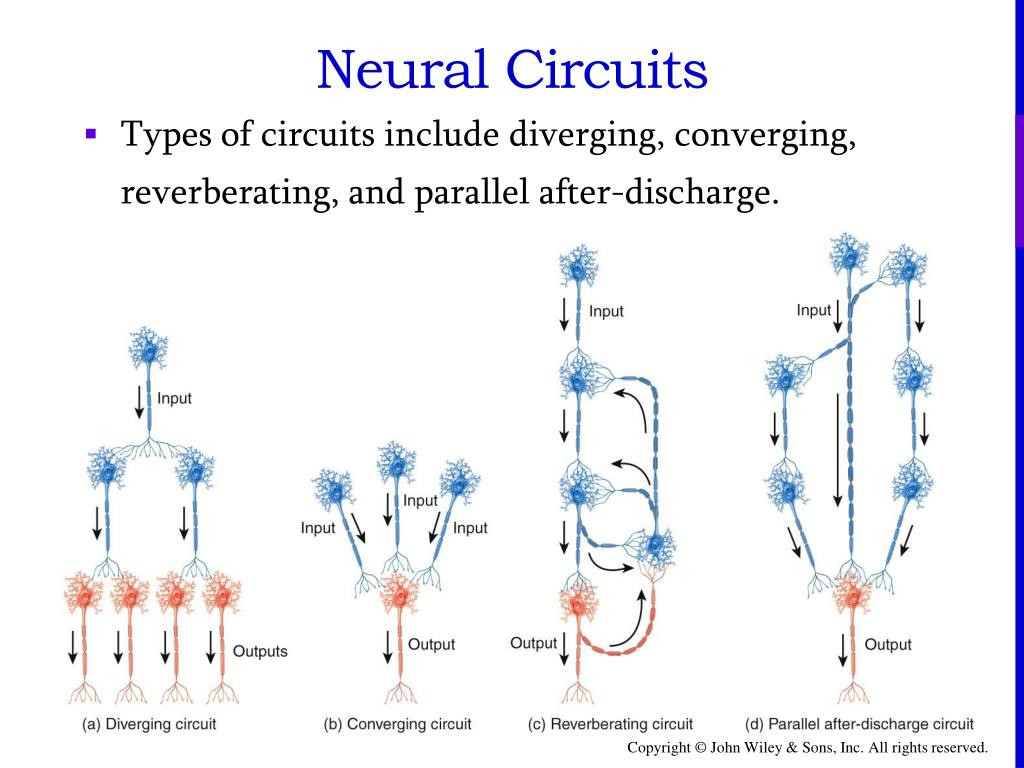 Neural Circuits
▪ Types of circuits include diverging, converging,
reverberating, and parallel after-discharge.
Input
Outputs
(a) Diverging circuit
Input
Input
Input
Output
(b) Converging circuit
Input
Output
(c) Reverberating circuit
Input
Output
(d) Parallel after-discharge circuit
Copyright © John Wiley & Sons, Inc. All rights reserved.